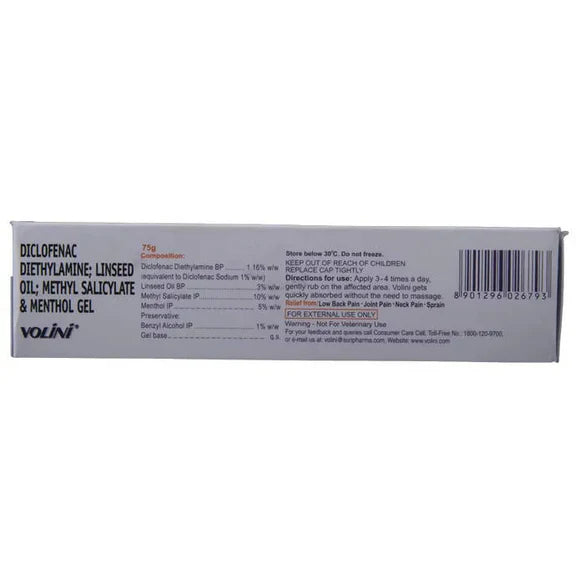 DICLOFENAC
DIETHYLAMINE; LINSEED
OIL; METHYL SALICYLATE
& MENTHOL GEL
VOLINI®
75g
Composition:
Diclofenac Diethylamine BP 1.16% w/w
(equivalent to Diclofenac Sodium 1% w/w)
Linseed Oil BP 3% w/w
Methyl Salicylate IP 10% w/w
Menthol IP 5% w/w
Preservative:
Benzyl Alcohol IP 1% w/w
Gel base q.s.
Store below 30°C. Do not freeze.
KEEP OUT OF REACH OF CHILDREN
REPLACE CAP TIGHTLY.
Directions for use: Apply 3-4 times a day,
gently rub on the affected area. Volini gets
quickly absorbed without the need to massage.
Relief from: Low Back Pain • Joint Pain • Neck Pain • Sprain
FOR EXTERNAL USE ONLY
Warning - Not For Veterinary Use
For your feedback and queries call Consumer Care Call, Toll-Free No.: 1800-120-9700,
or e-mail us at: volini@sunpharma.com, Website: www.volini.com
8 901296 026793